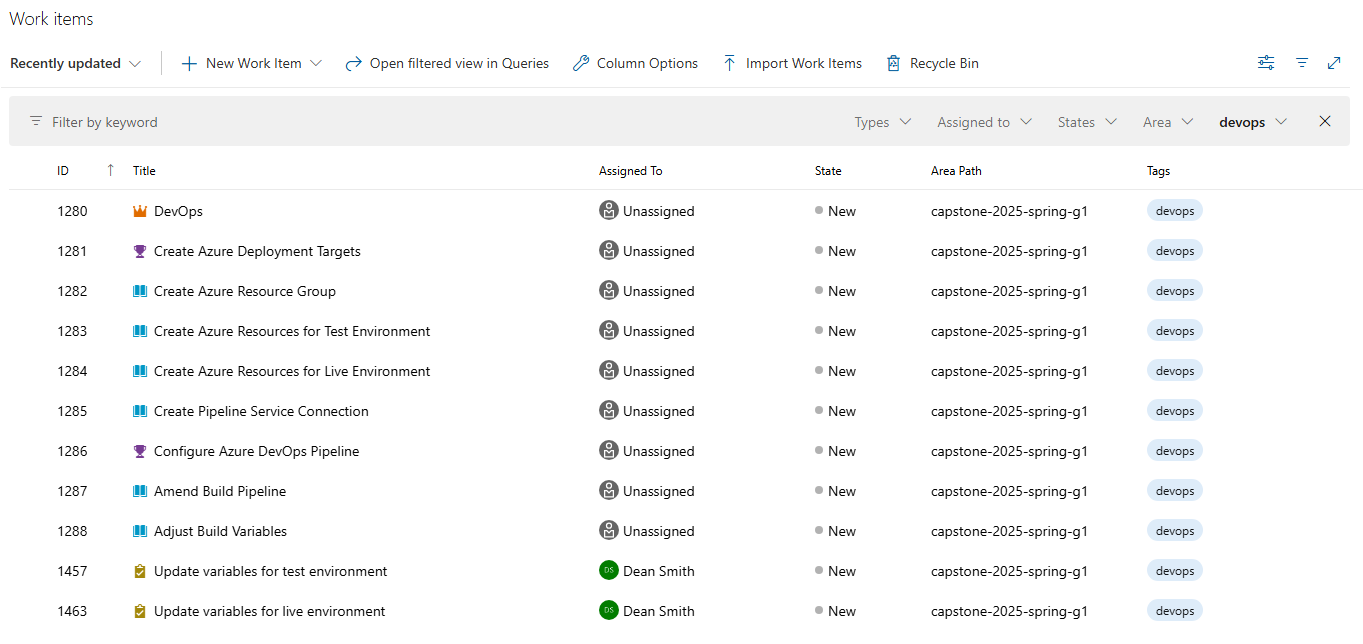 Work items
Recently updated New Work Item Open filtered view in Queries Column Options Import Work Items Recycle Bin
Filter by keyword Types Assigned to States Area devops
ID Title Assigned To State Area Path Tags
1280 DevOps Unassigned New capstone-2025-spring-g1 devops
1281 Create Azure Deployment Targets Unassigned New capstone-2025-spring-g1 devops
1282 Create Azure Resource Group Unassigned New capstone-2025-spring-g1 devops
1283 Create Azure Resources for Test Environment Unassigned New capstone-2025-spring-g1 devops
1284 Create Azure Resources for Live Environment Unassigned New capstone-2025-spring-g1 devops
1285 Create Pipeline Service Connection Unassigned New capstone-2025-spring-g1 devops
1286 Configure Azure DevOps Pipeline Unassigned New capstone-2025-spring-g1 devops
1287 Amend Build Pipeline Unassigned New capstone-2025-spring-g1 devops
1288 Adjust Build Variables Unassigned New capstone-2025-spring-g1 devops
1457 Update variables for test environment DS Dean Smith New capstone-2025-spring-g1 devops
1463 Update variables for live environment DS Dean Smith New capstone-2025-spring-g1 devops